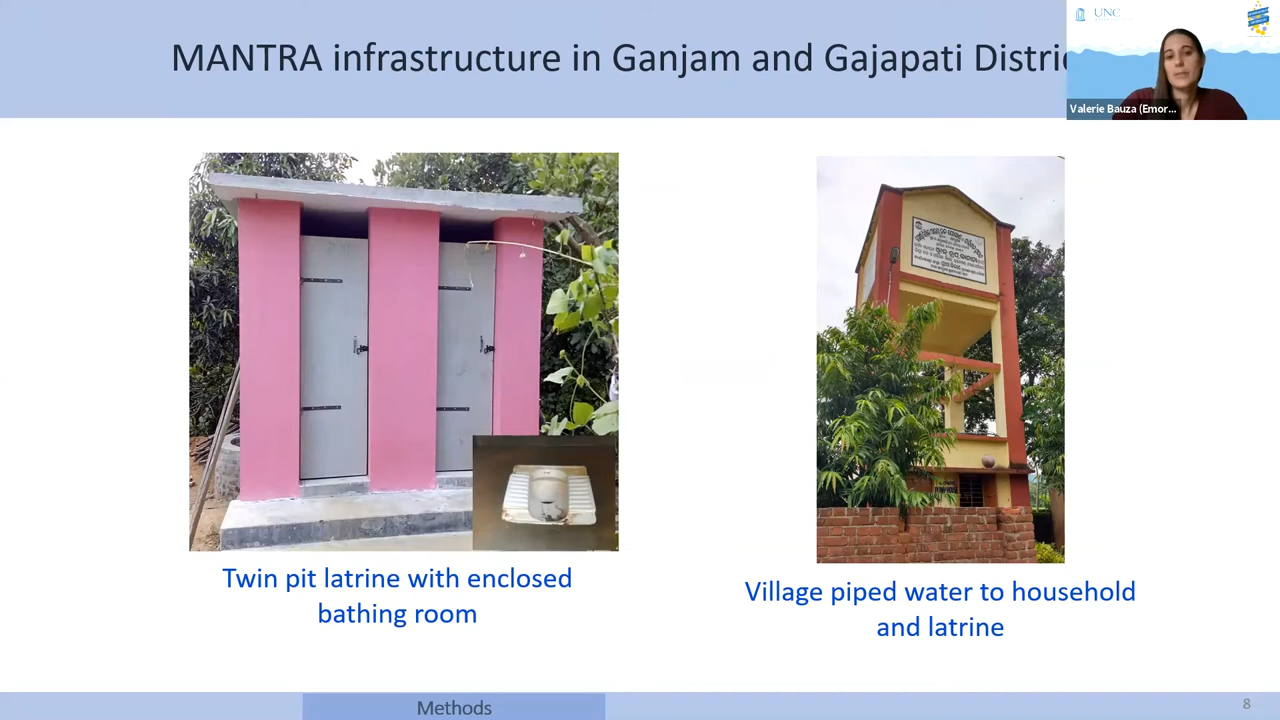 MANTRA infrastructure in Ganjam and Gajapati Distric
UNC
Valerie Bauza (Emor...
Twin pit latrine with enclosed
bathing room
Village piped water to household
and latrine
Methods
8